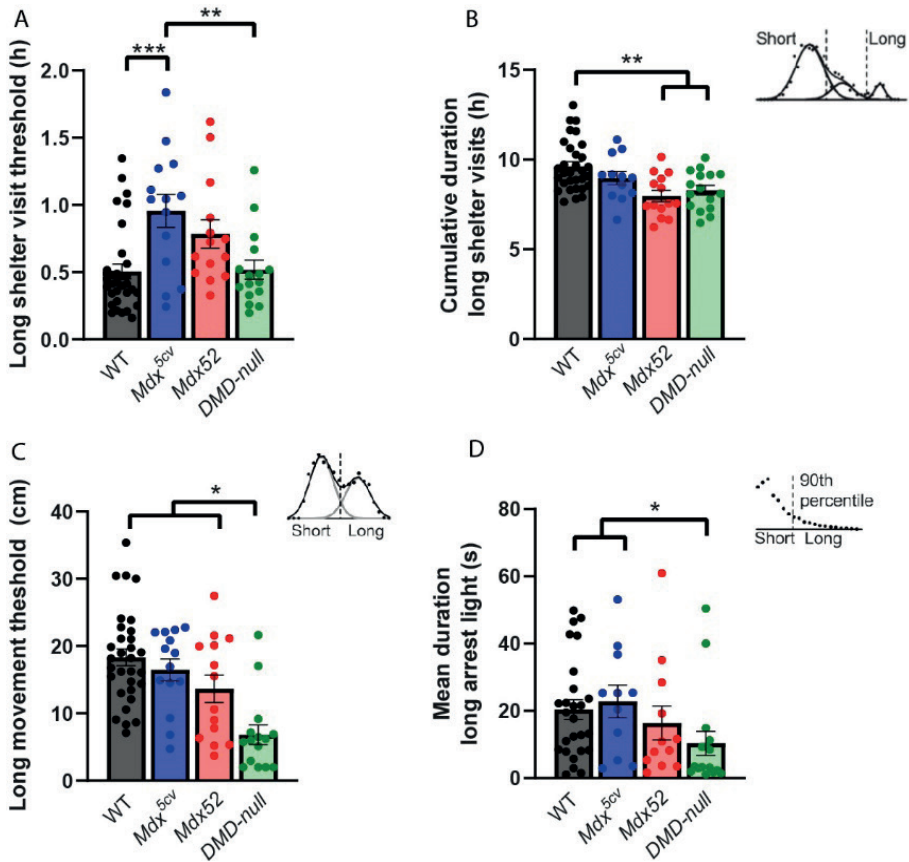 A
Long shelter visit threshold (h)
**
***
2.0
1.5
1.0
0.5
0.0
WT
Mdx5cv
Mdx52
DMD-null
B
Cumulative duration
long shelter visits (h)
**
15
10
5
0
WT
Mdx5cv
Mdx52
DMD-null
Short
Long
C
Long movement theshold (cm)
*
40
30
20
10
0
WT
Mdx5cv
Mdx52
DMD-null
Short
Long
D
Mean duration
long arrest light (s)
*
80
60
40
20
0
WT
Mdx5cv
Mdx52
DMD-null
90th
percentile
Short
Long